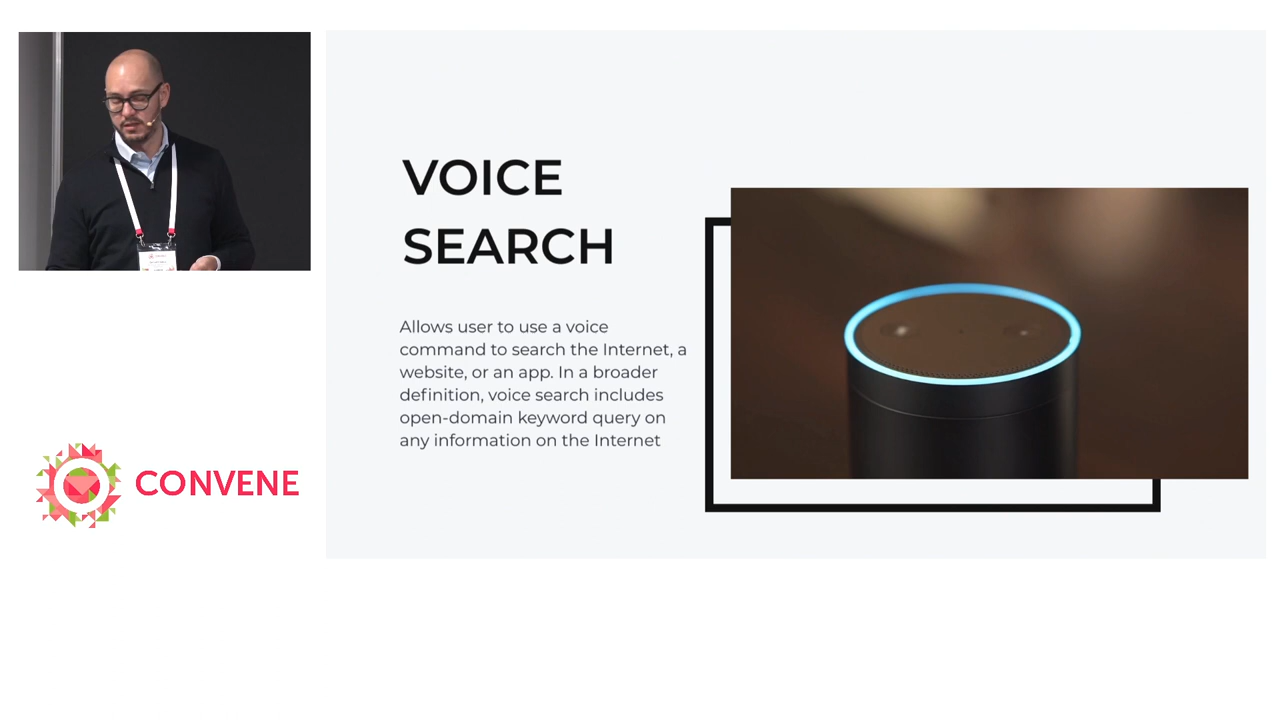 VOICE
SEARCH
Allows user to use a voice
command to search the Internet, a
website, or an app. In a broader
definition, voice search includes
open-domain keyword query on
any information on the Internet
CONVENE